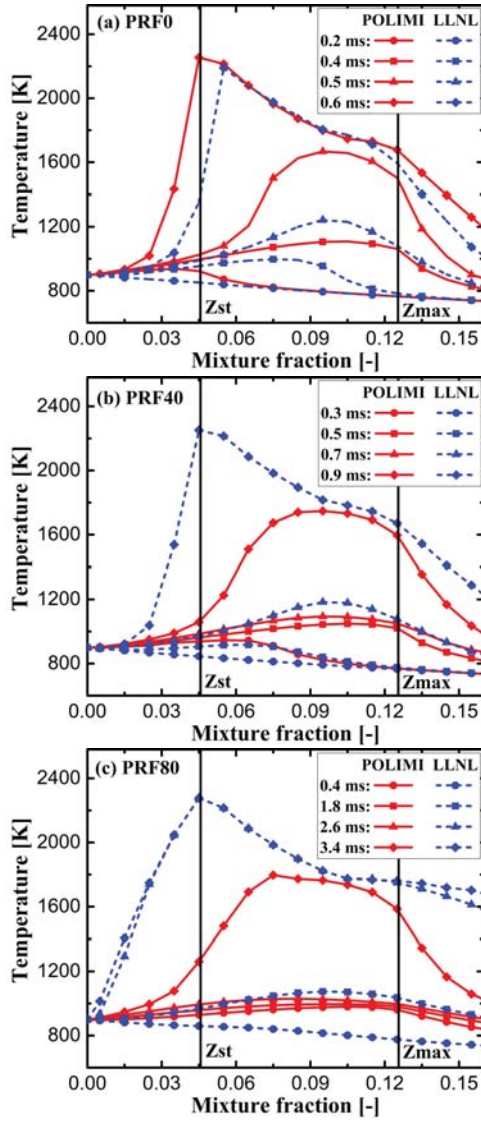 (a) PRF0
POLIMI LLNL
0.2 ms:
0.4 ms:
0.5 ms:
0.6 ms:
2400
2000
1600
1200
800
Temperature [K]
Zst
Zmax
0.00 0.03 0.06 0.09 0.12 0.15
Mixture fraction [-]
(b) PRF40
POLIMI LLNL
0.3 ms:
0.5 ms:
0.7 ms:
0.9 ms:
2400
2000
1600
1200
800
Temperature [K]
Zst
Zmax
0.00 0.03 0.06 0.09 0.12 0.15
Mixture fraction [-]
(c) PRF80
POLIMI LLNL
0.4 ms:
1.8 ms:
2.6 ms:
3.4 ms:
2400
2000
1600
1200
800
Temperature [K]
Zst
Zmax
0.00 0.03 0.06 0.09 0.12 0.15
Mixture fraction [-]